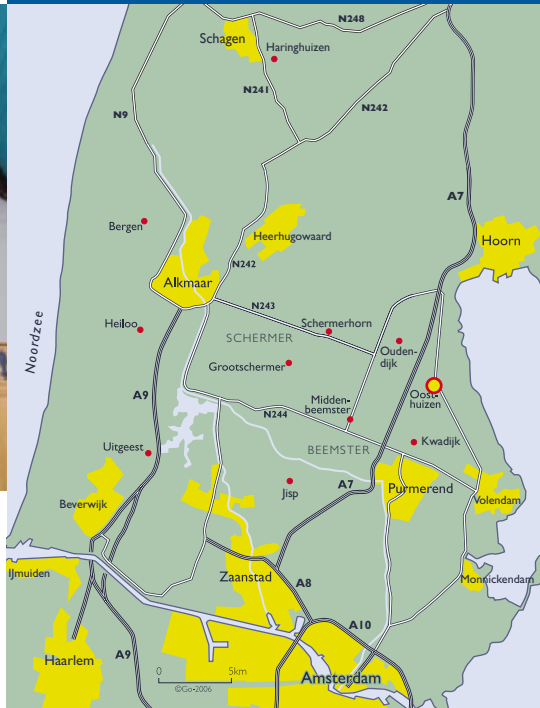 N248
Schagen
Haringhuizen
N241
N242
N9
A7
Bergen
Heerhugowaard
Hoorn
N242
Alkmaar
N243
Noordzee
Heiloo
Schermerhorn
SCHERMER
Ouden-
dijk
Grootschermer
A9
Oost-
huizen
Midden-
beemster
N244
Uitgeest
BEEMSTER
Kwadijk
A7
Purmerend
Jisp
Volendam
Beverwijk
IJmuiden
Zaanstad
A8
Monnickendam
A10
Haarlem
A9
0 5km
©Go-2006
Amsterdam